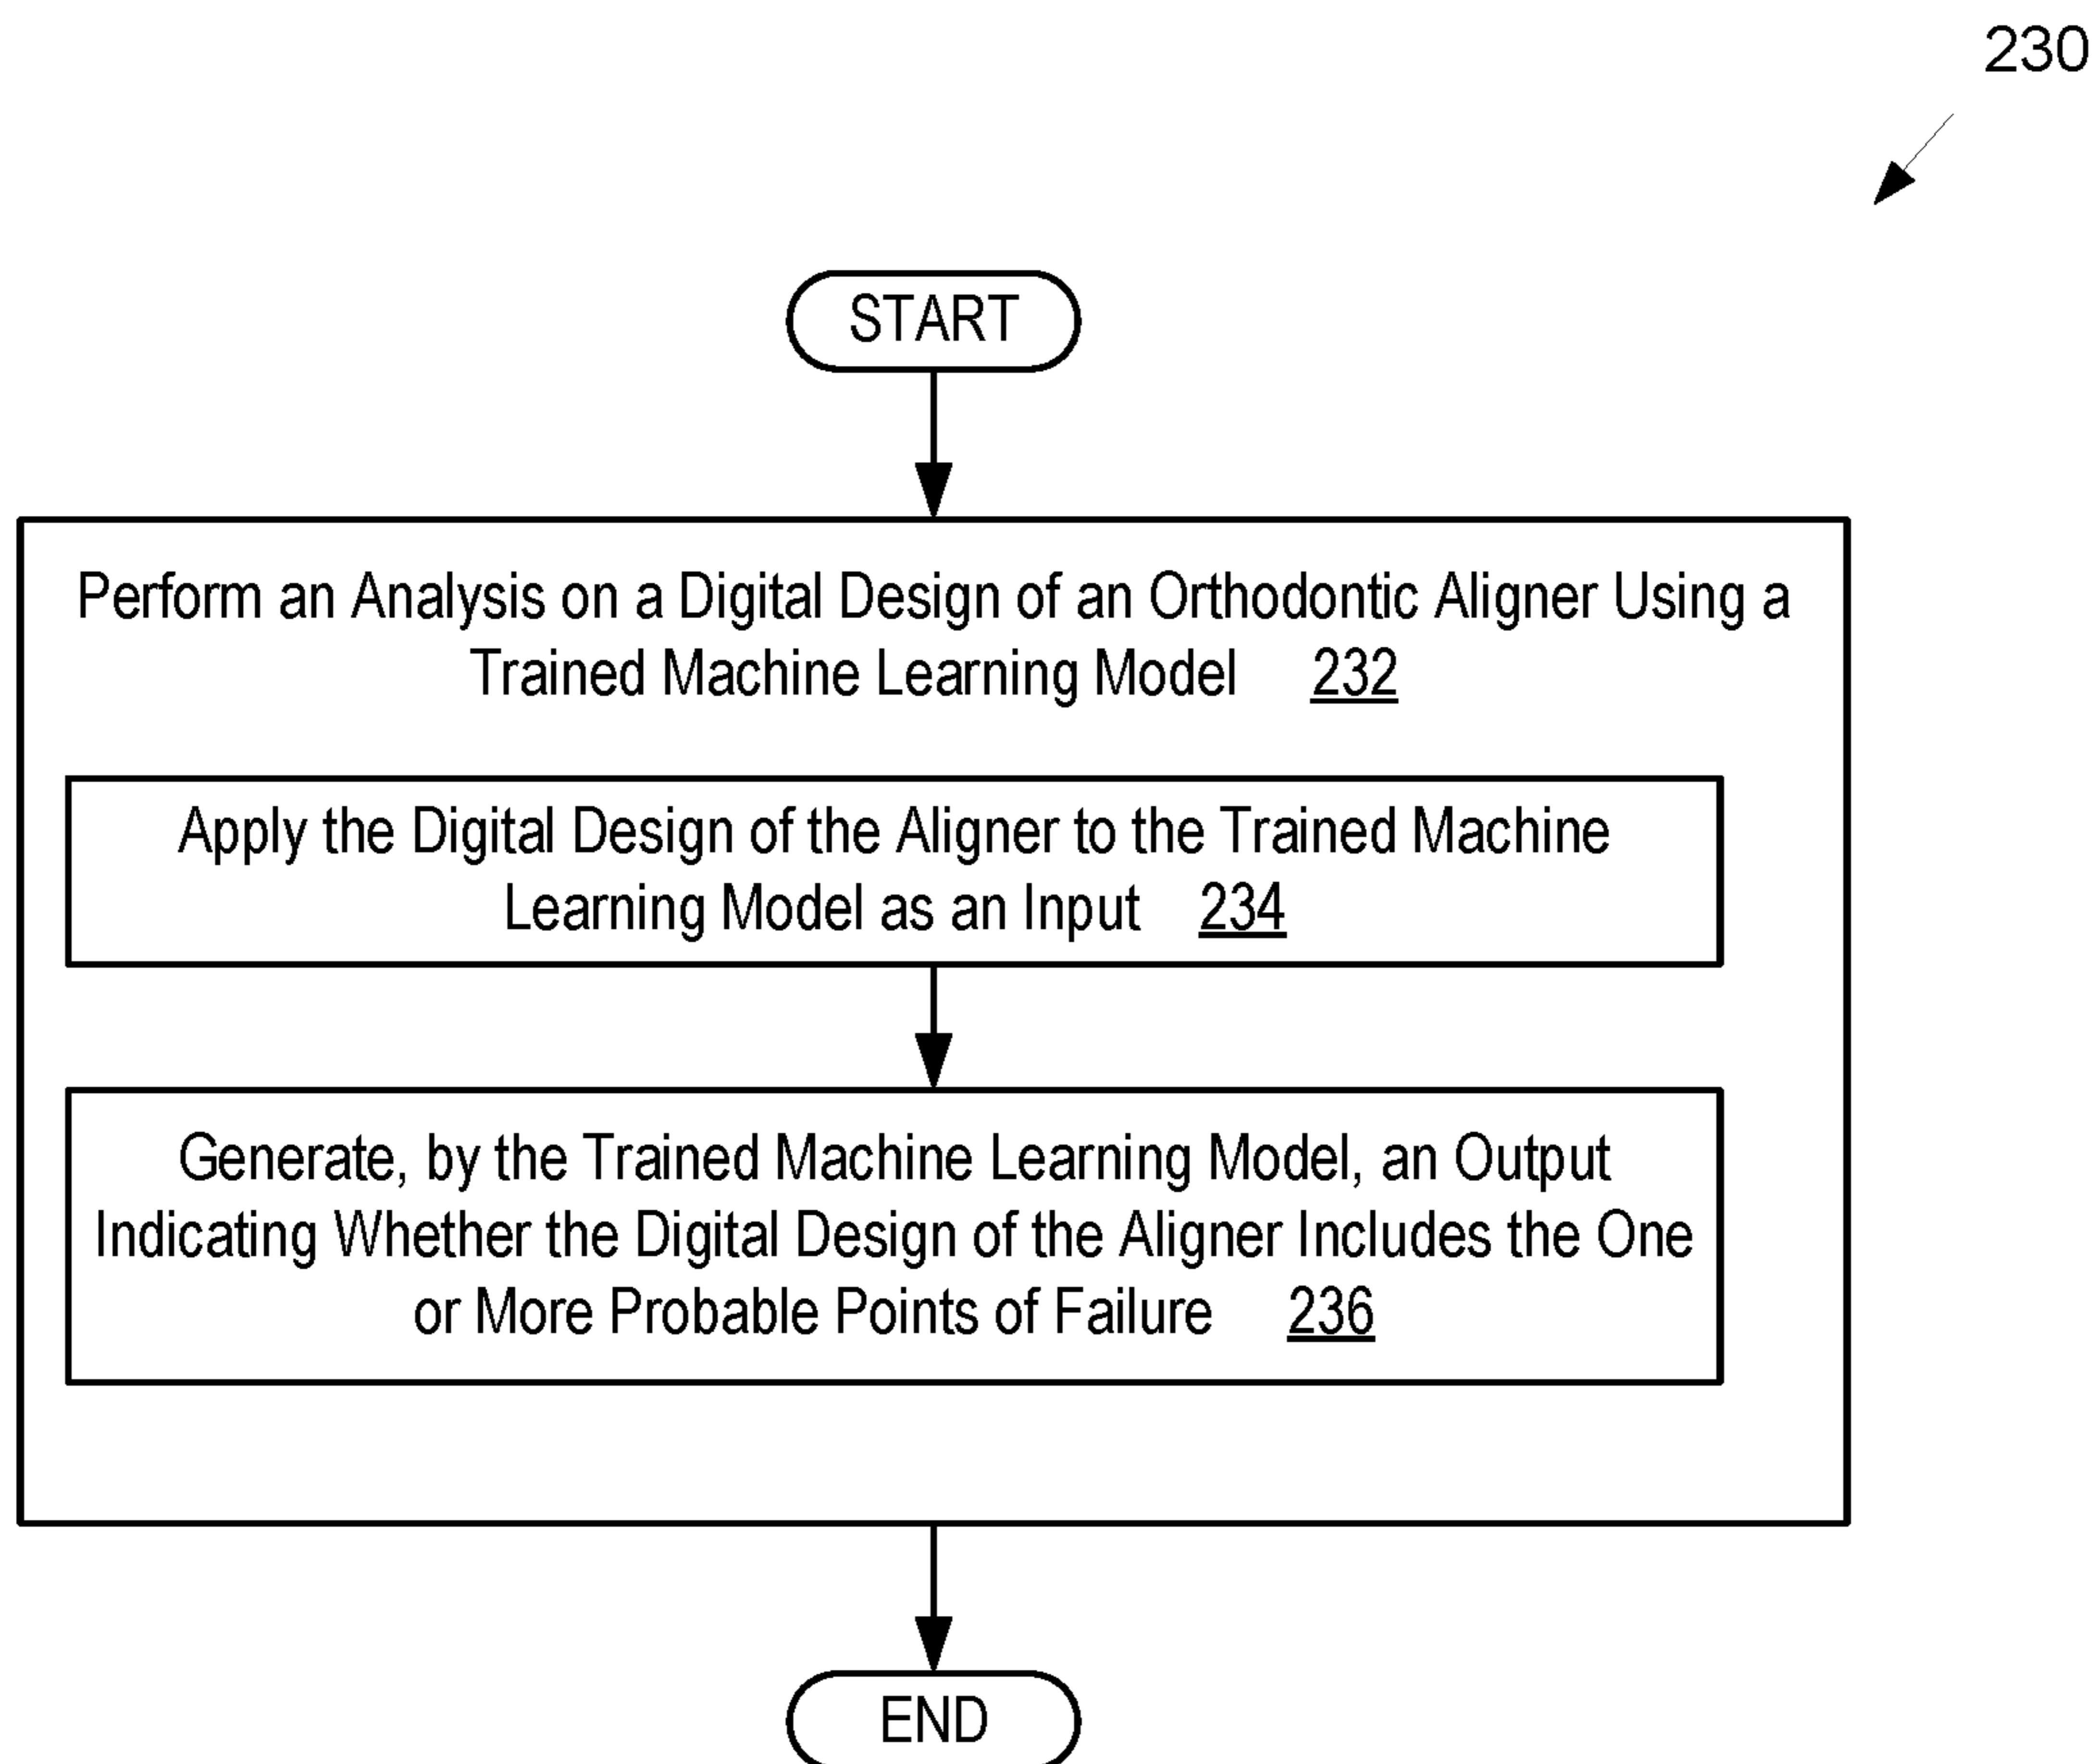 230
START
Perform an Analysis on a Digital Design of an Orthodontic Aligner Using a
Trained Machine Learning Model 232
Apply the Digital Design of the Aligner to the Trained Machine
Learning Model as an Input 234
Generate, by the Trained Machine Learning Model, an Output
Indicating Whether the Digital Design of the Aligner Includes the One
or More Probable Points of Failure 236
END